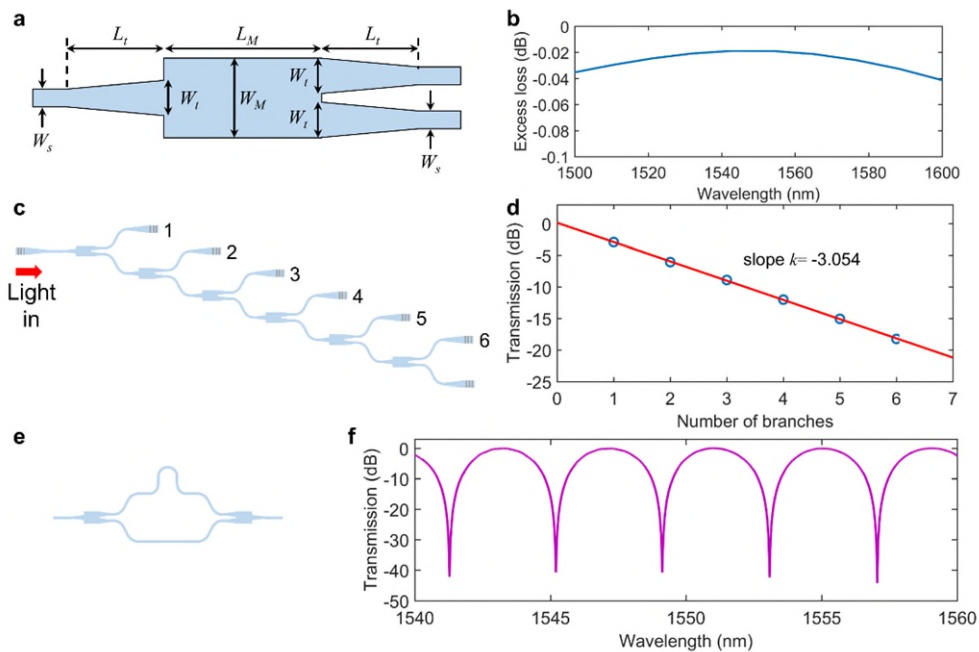 a
L_t
L_M
L_t
W_t
W_t
W_M
W_t
W_s
W_s
b
Excess loss (dB)
0
-0.02
-0.04
-0.06
-0.08
-0.1
1500
1520
1540
1560
1580
1600
Wavelength (nm)
c
1
2
3
4
5
6
Light
in
d
Transmission (dB)
0
-5
-10
-15
-20
-25
slope k= -3.054
0
1
2
3
4
5
6
7
Number of branches
e
f
Transmission (dB)
0
-10
-20
-30
-40
-50
1540
1545
1550
1555
1560
Wavelength (nm)